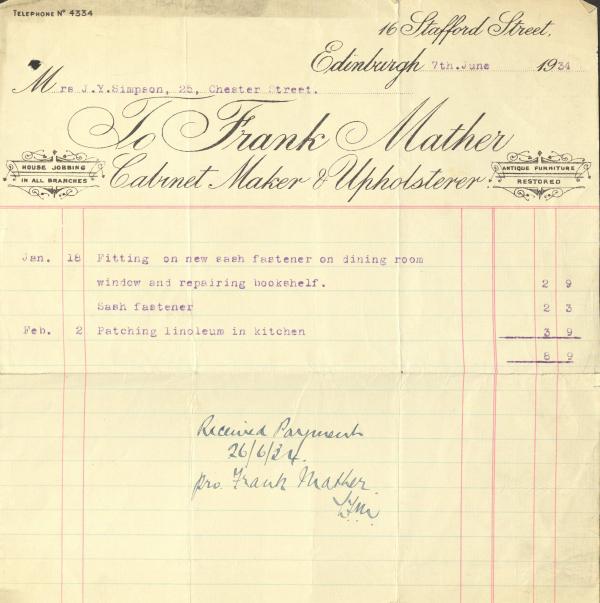 TELEPHONE Nº 4334
16 Stafford Street,
Edinburgh 7th.June 1934
Mrs J.Y.Simpson, 25, Chester Street.
To Frank Mather
Cabinet Maker & Upholsterer.
HOUSE JOBBING
IN ALL BRANCHES
ANTIQUE FURNITURE
RESTORED
Jan. 18 Fitting on new sash fastener on dining room
window and repairing bookshelf. 2 9
Sash fastener 2 3
Feb. 2 Patching linoleum in kitchen 3 9
8 9
Received Payment
26/6/34.
pro. Frank Mather.